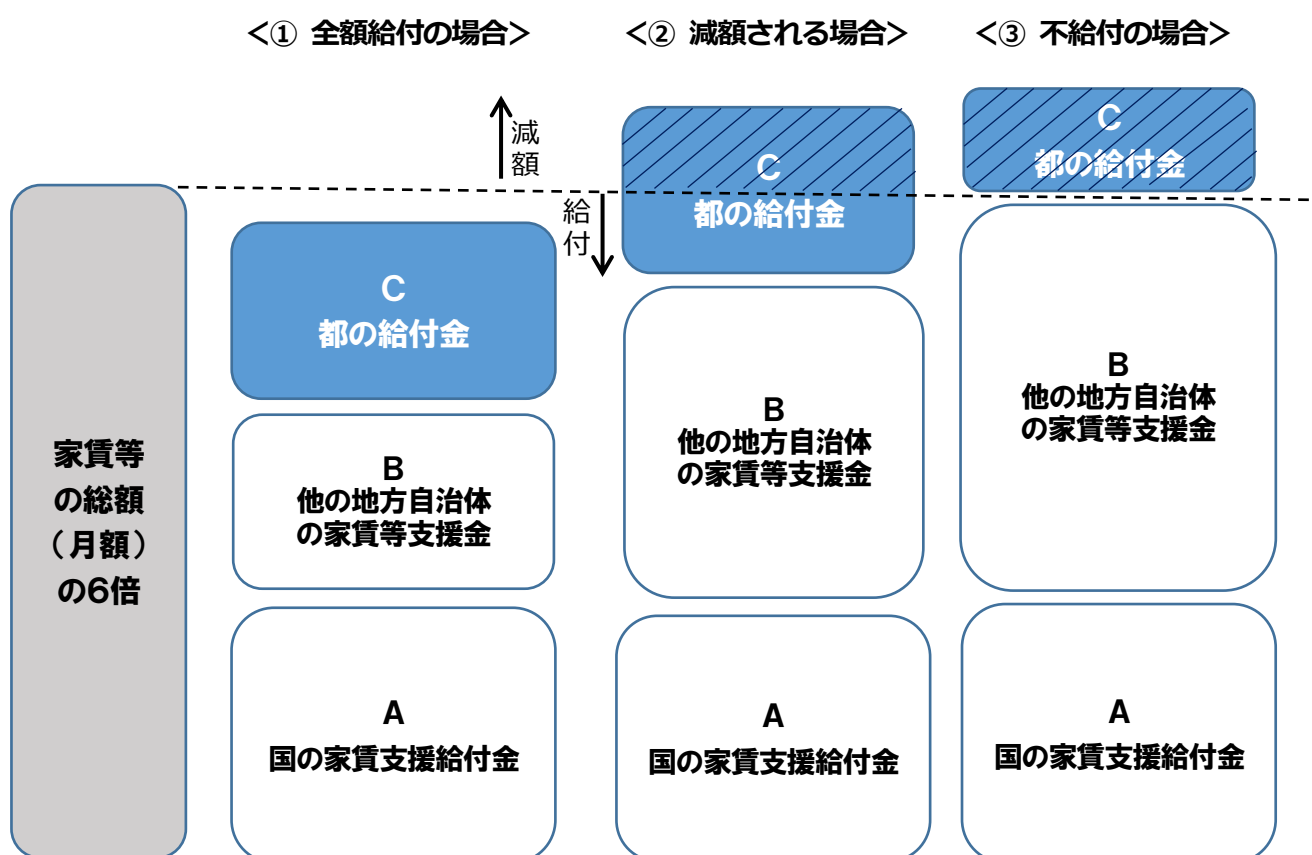 ＜① 全額給付の場合＞
＜② 減額される場合＞
＜③ 不給付の場合＞
減
額
給
付
家賃等
の総額
（月額）
の6倍
C
都の給付金
B
他の地方自治体
の家賃等支援金
A
国の家賃支援給付金
C
都の給付金
B
他の地方自治体
の家賃等支援金
A
国の家賃支援給付金
C
都の給付金
B
他の地方自治体
の家賃等支援金
A
国の家賃支援給付金